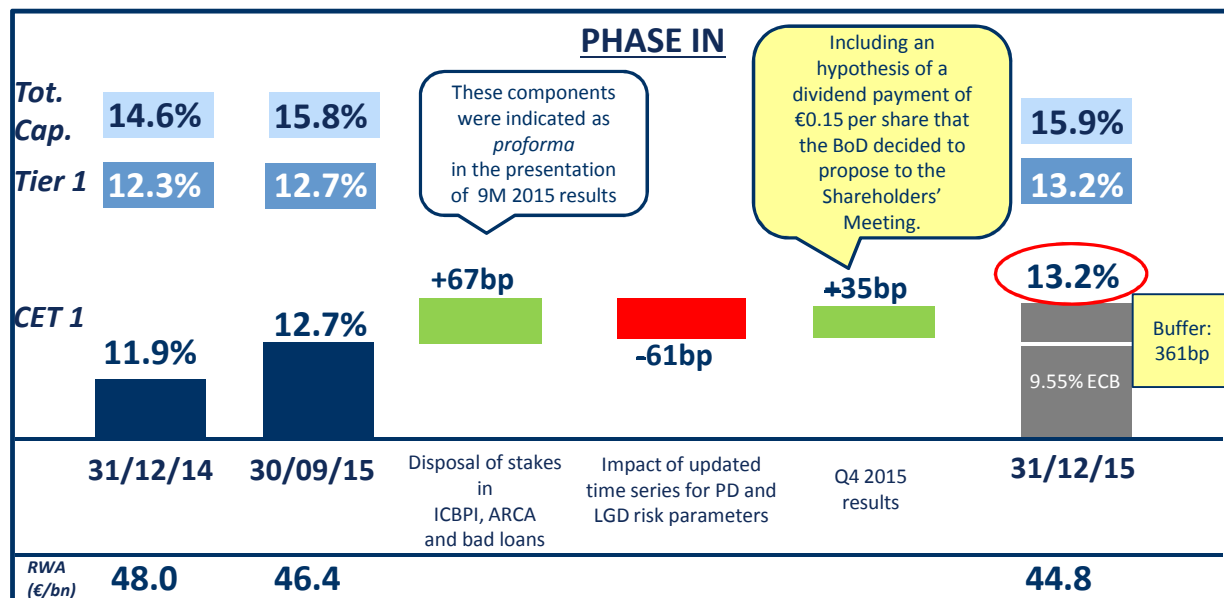 PHASE IN
Tot.
Cap.
14.6%
15.8%
15.9%
Tier 1
12.3%
12.7%
13.2%
These components
were indicated as
proforma
in the presentation
of 9M 2015 results
Including an
hypothesis of a
dividend payment of
€0.15 per share that
the BoD decided to
propose to the
Shareholders’
Meeting.
CET 1
11.9%
12.7%
+67bp
-61bp
+35bp
13.2%
9.55% ECB
Buffer:
361bp
31/12/14
30/09/15
Disposal of stakes
in
ICBPI, ARCA
and bad loans
Impact of updated
time series for PD and
LGD risk parameters
Q4 2015
results
31/12/15
RWA
(€/bn)
48.0
46.4
44.8